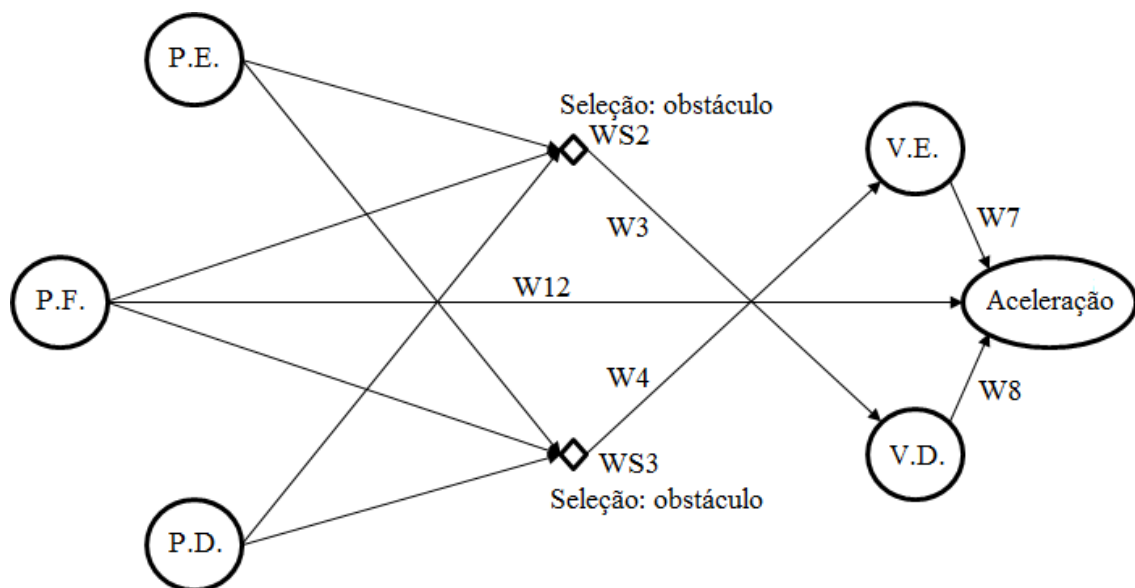 P.E.
Seleção: obstáculo
WS2
V.E.
W3
W7
P.F.
W12
Aceleração
W4
W8
WS3
V.D.
Seleção: obstáculo
P.D.